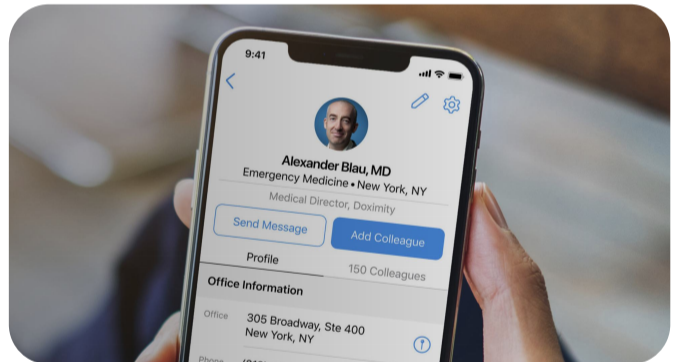 9:41
Alexander Blau, MD
Emergency Medicine • New York, NY
Medical Director, Doximity
Send Message
Add Colleague
Profile
150 Colleagues
Office Information
Office
305 Broadway, Ste 400
New York, NY
Phone